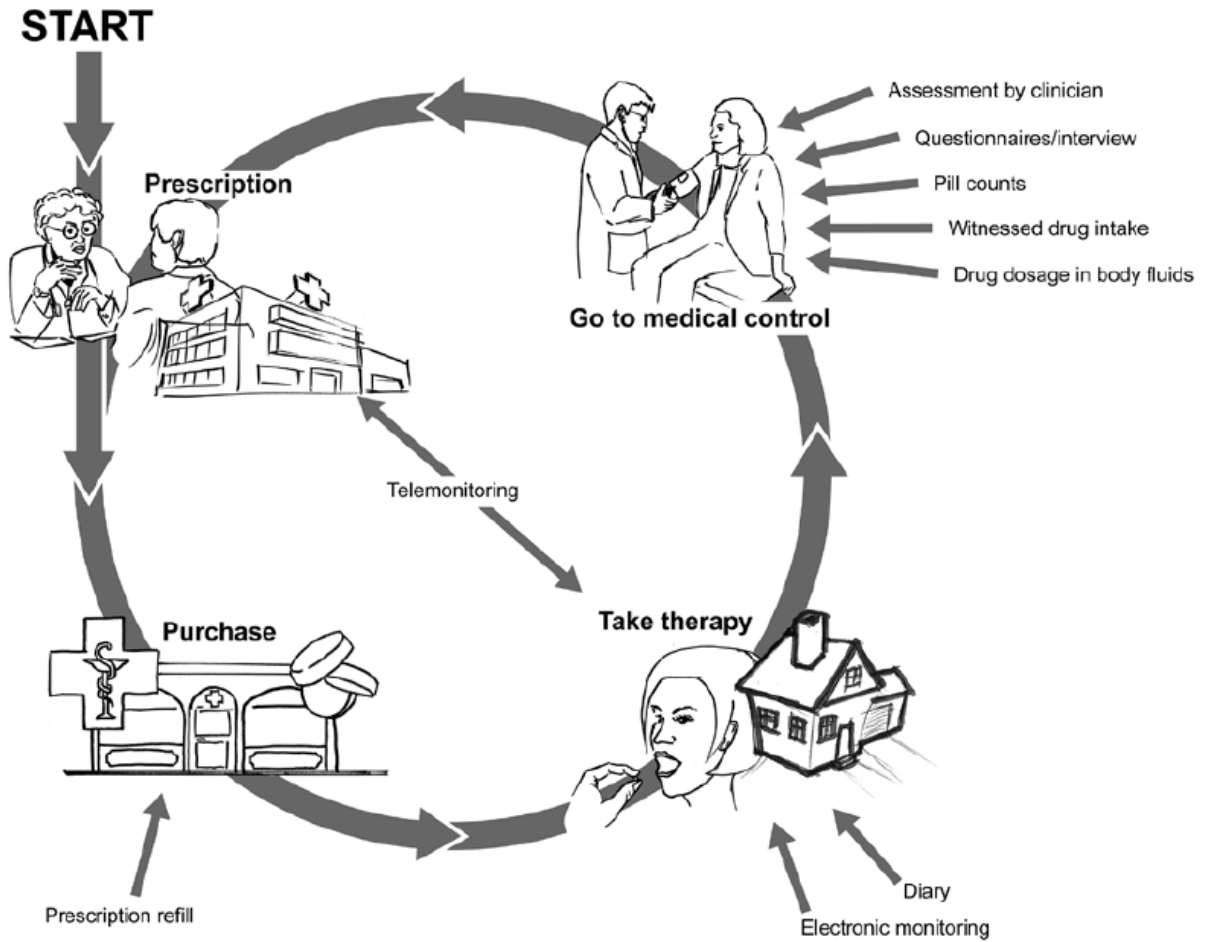 START
Prescription
Assessment by clinician
Questionnaires/interview
Pill counts
Witnessed drug intake
Drug dosage in body fluids
Go to medical control
Telemonitoring
Purchase
Take therapy
Prescription refill
Diary
Electronic monitoring